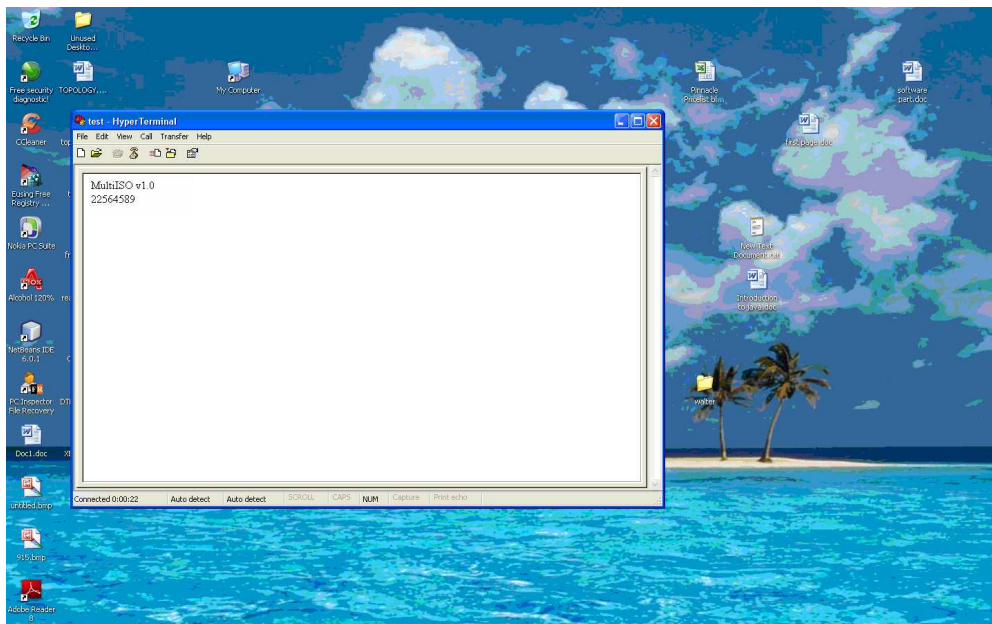 Recycle Bin
Unused
Deskto...
Free security
diagnostic!
TOPOLOGY....
My Computer
Pinnacle
Pricelist bl...
software
part.doc
first page.doc
test - HyperTerminal
File Edit View Call Transfer Help
MultiISO v1.0
22564589
CCleaner
Eusing Free
Registry ...
Nokia PC Suite
Alcohol 120%
NetBeans IDE
6.0.1
PC Inspector
File Recovery
Doc1.doc
untitled.bmp
915.bmp
Adobe Reader
8
New Text
Document.txt
Introduction
to java.doc
walter
Connected 0:00:22 Auto detect Auto detect SCROLL CAPS NUM Capture Print echo